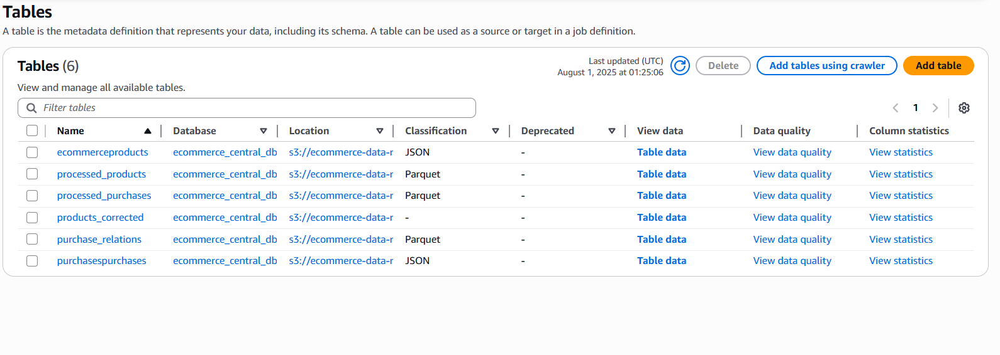 Tables
A table is the metadata definition that represents your data, including its schema. A table can be used as a source or target in a job definition.
Tables (6)
Last updated (UTC)
August 1, 2025 at 01:25:06
Delete
Add tables using crawler
Add table
View and manage all available tables.
Filter tables
1
Name Database Location Classification Deprecated View data Data quality Column statistics
ecommerceproducts ecommerce_central_db s3://ecommerce-data-r JSON - Table data View data quality View statistics
processed_products ecommerce_central_db s3://ecommerce-data-r Parquet - Table data View data quality View statistics
processed_purchases ecommerce_central_db s3://ecommerce-data-r Parquet - Table data View data quality View statistics
products_corrected ecommerce_central_db s3://ecommerce-data-r - - Table data View data quality View statistics
purchase_relations ecommerce_central_db s3://ecommerce-data-r Parquet - Table data View data quality View statistics
purchasespurchases ecommerce_central_db s3://ecommerce-data-r JSON - Table data View data quality View statistics